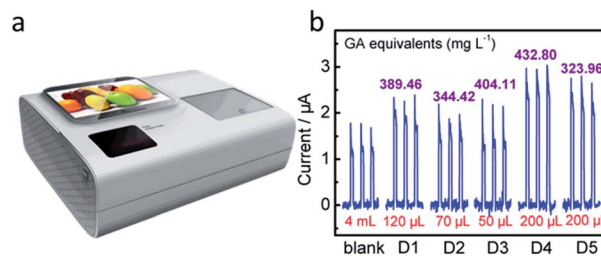 a
b
GA equivalents (mg L⁻¹)
432.80
389.46
404.11
344.42
323.96
Current / µA
3
2
1
0
4 mL
120 µL
70 µL
50 µL
200 µL
200 µL
blank
D1
D2
D3
D4
D5